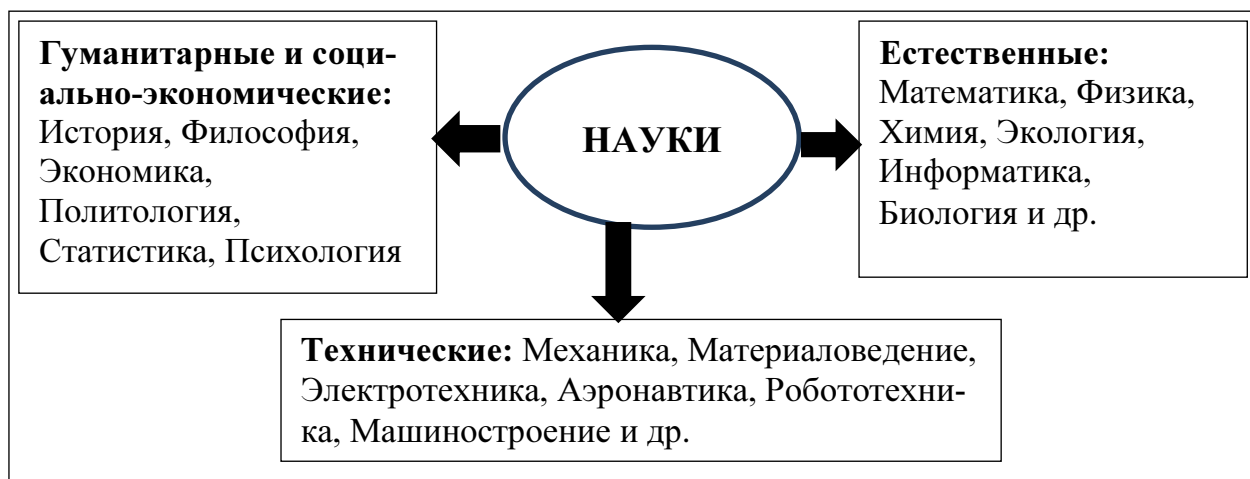 Гуманитарные и соци-
ально-экономические:
История, Философия,
Экономика,
Политология,
Статистика, Психология
НАУКИ
Естественные:
Математика, Физика,
Химия, Экология,
Информатика,
Биология и др.
Технические: Механика, Материаловедение,
Электротехника, Аэронавтика, Робототехни-
ка, Машиностроение и др.